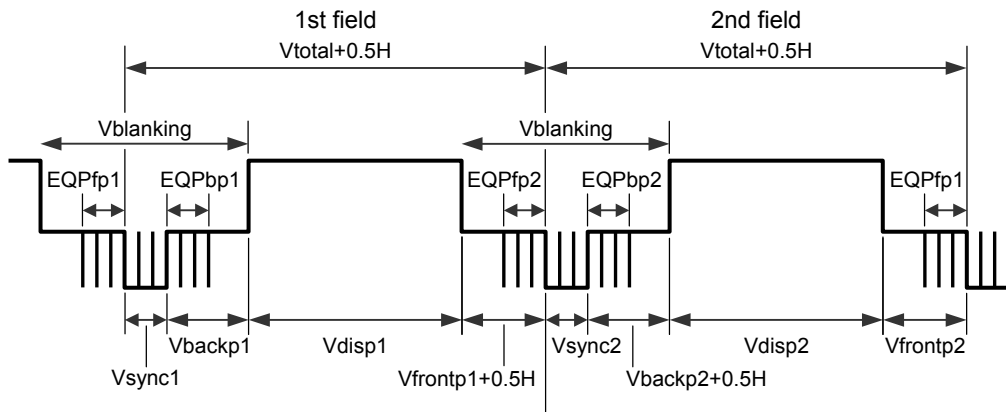 1st field
2nd field
Vtotal+0.5H
Vtotal+0.5H
Vblanking
Vblanking
EQPfp1
EQPbp1
EQPfp2
EQPbp2
EQPfp1
Vbackp1
Vdisp1
Vsync2
Vdisp2
Vfrontp2
Vsync1
Vfrontp1+0.5H
Vbackp2+0.5H